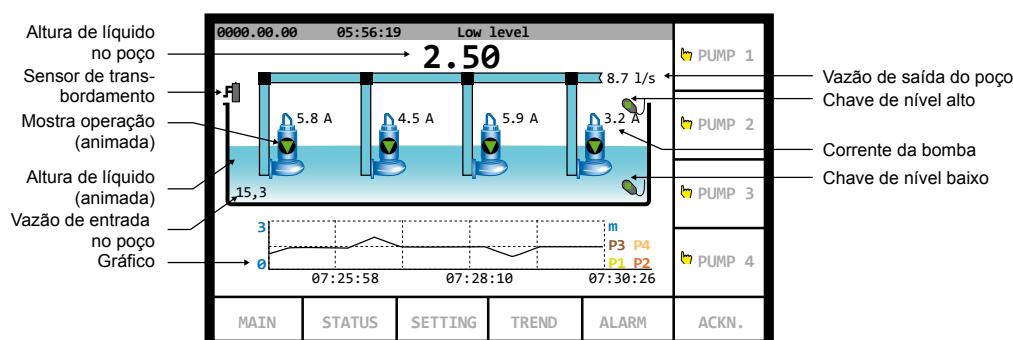 Altura de líquido
no poço
Sensor de trans-
bordamento
Mostra operação
(animada)
Altura de líquido
(animada)
Vazão de entrada
no poço
Gráfico
0000.00.00 05:56:19 Low level
2.50
8.7 l/s
5.8 A 4.5 A 5.9 A 3.2 A
15,3
3 m
P3 P4
0 P1 P2
07:25:58 07:28:10 07:30:26
MAIN STATUS SETTING TREND ALARM ACKN.
PUMP 1
PUMP 2
PUMP 3
PUMP 4
Vazão de saída do poço
Chave de nível alto
Corrente da bomba
Chave de nível baixo